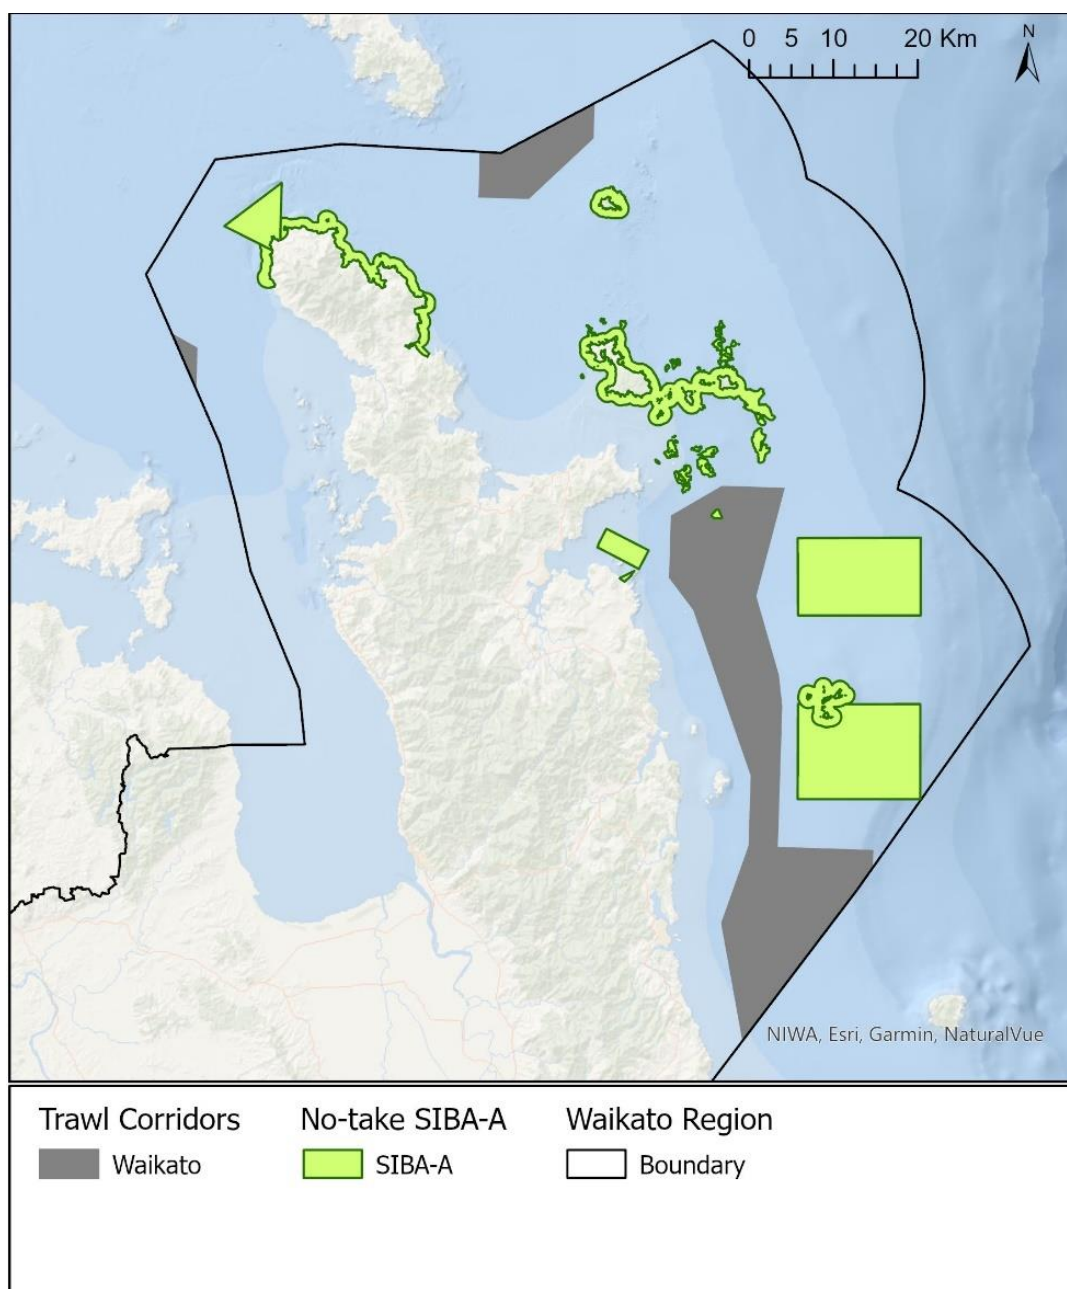 0 5 10 20 Km
N
NIWA, Esri, Garmin, NaturalVue
Trawl Corridors No-take SIBA-A Waikato Region
Waikato SIBA-A Boundary